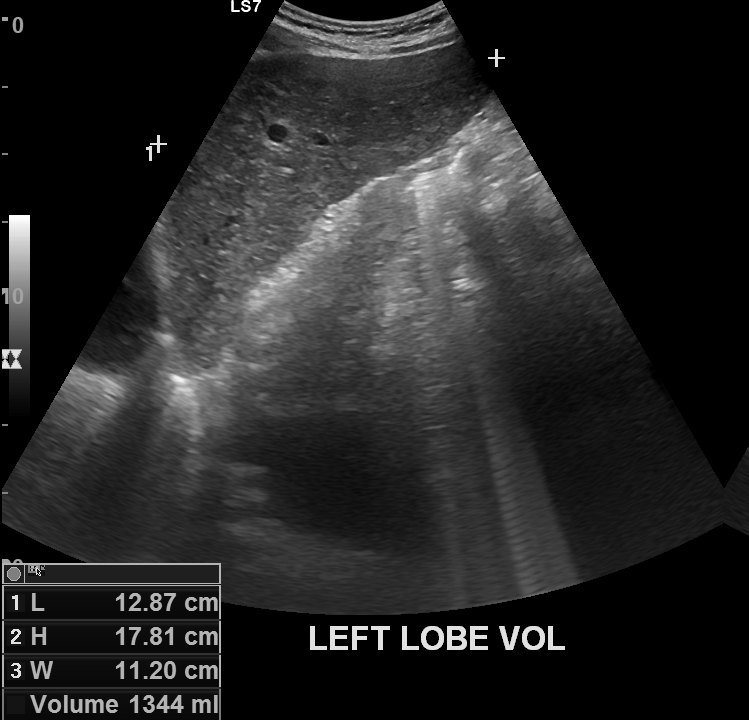 LS7
0
1
10
1 L 12.87 cm
2 H 17.81 cm
3 W 11.20 cm
Volume 1344 ml
LEFT LOBE VOL